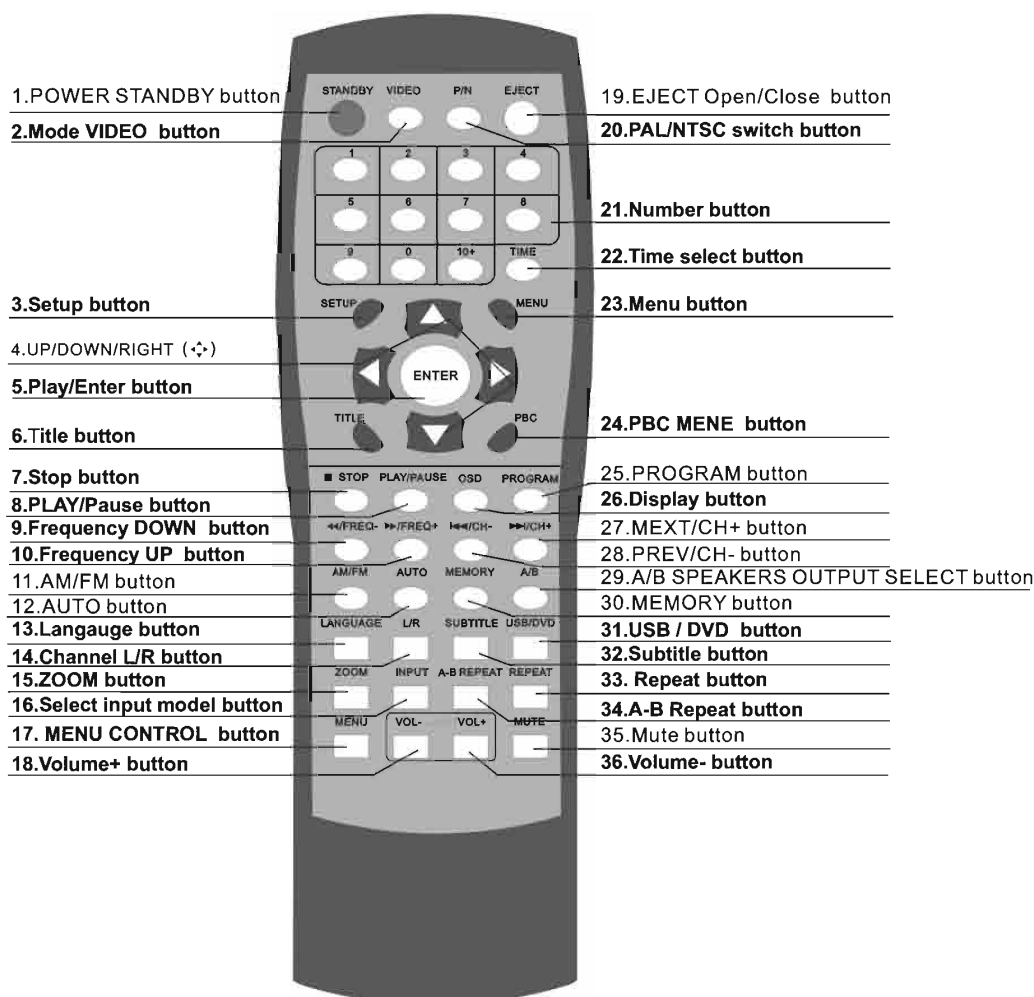 1.POWER STANDBY button
2.Mode VIDEO button
3.Setup button
4.UP/DOWN/RIGHT ( )
5.Play/Enter button
6.Title button
7.Stop button
8.PLAY/Pause button
9.Frequency DOWN button
10.Frequency UP button
11.AM/FM button
12.AUTO button
13.Langauge button
14.Channel L/R button
15.ZOOM button
16.Select input model button
17. MENU CONTROL button
18.Volume+ button
STANDBY VIDEO P/N EJECT
1 2 3 4
5 6 7 8
9 0 10+ TIME
SETUP MENU
ENTER
TITLE PBC
■ STOP PLAY/PAUSE OSD PROGRAM
◀◀/FREQ- ▶▶/FREQ+ |◀◀/CH- ▶▶|/CH+
AM/FM AUTO MEMORY A/B
LANGUAGE L/R SUBTITLE USB/DVD
ZOOM INPUT A-B REPEAT REPEAT
MENU VOL- VOL+ MUTE
19.EJECT Open/Close button
20.PAL/NTSC switch button
21.Number button
22.Time select button
23.Menu button
24.PBC MENE button
25.PROGRAM button
26.Display button
27.MEXT/CH+ button
28.PREV/CH- button
29.A/B SPEAKERS OUTPUT SELECT button
30.MEMORY button
31.USB / DVD button
32.Subtitle button
33. Repeat button
34.A-B Repeat button
35.Mute button
36.Volume- button